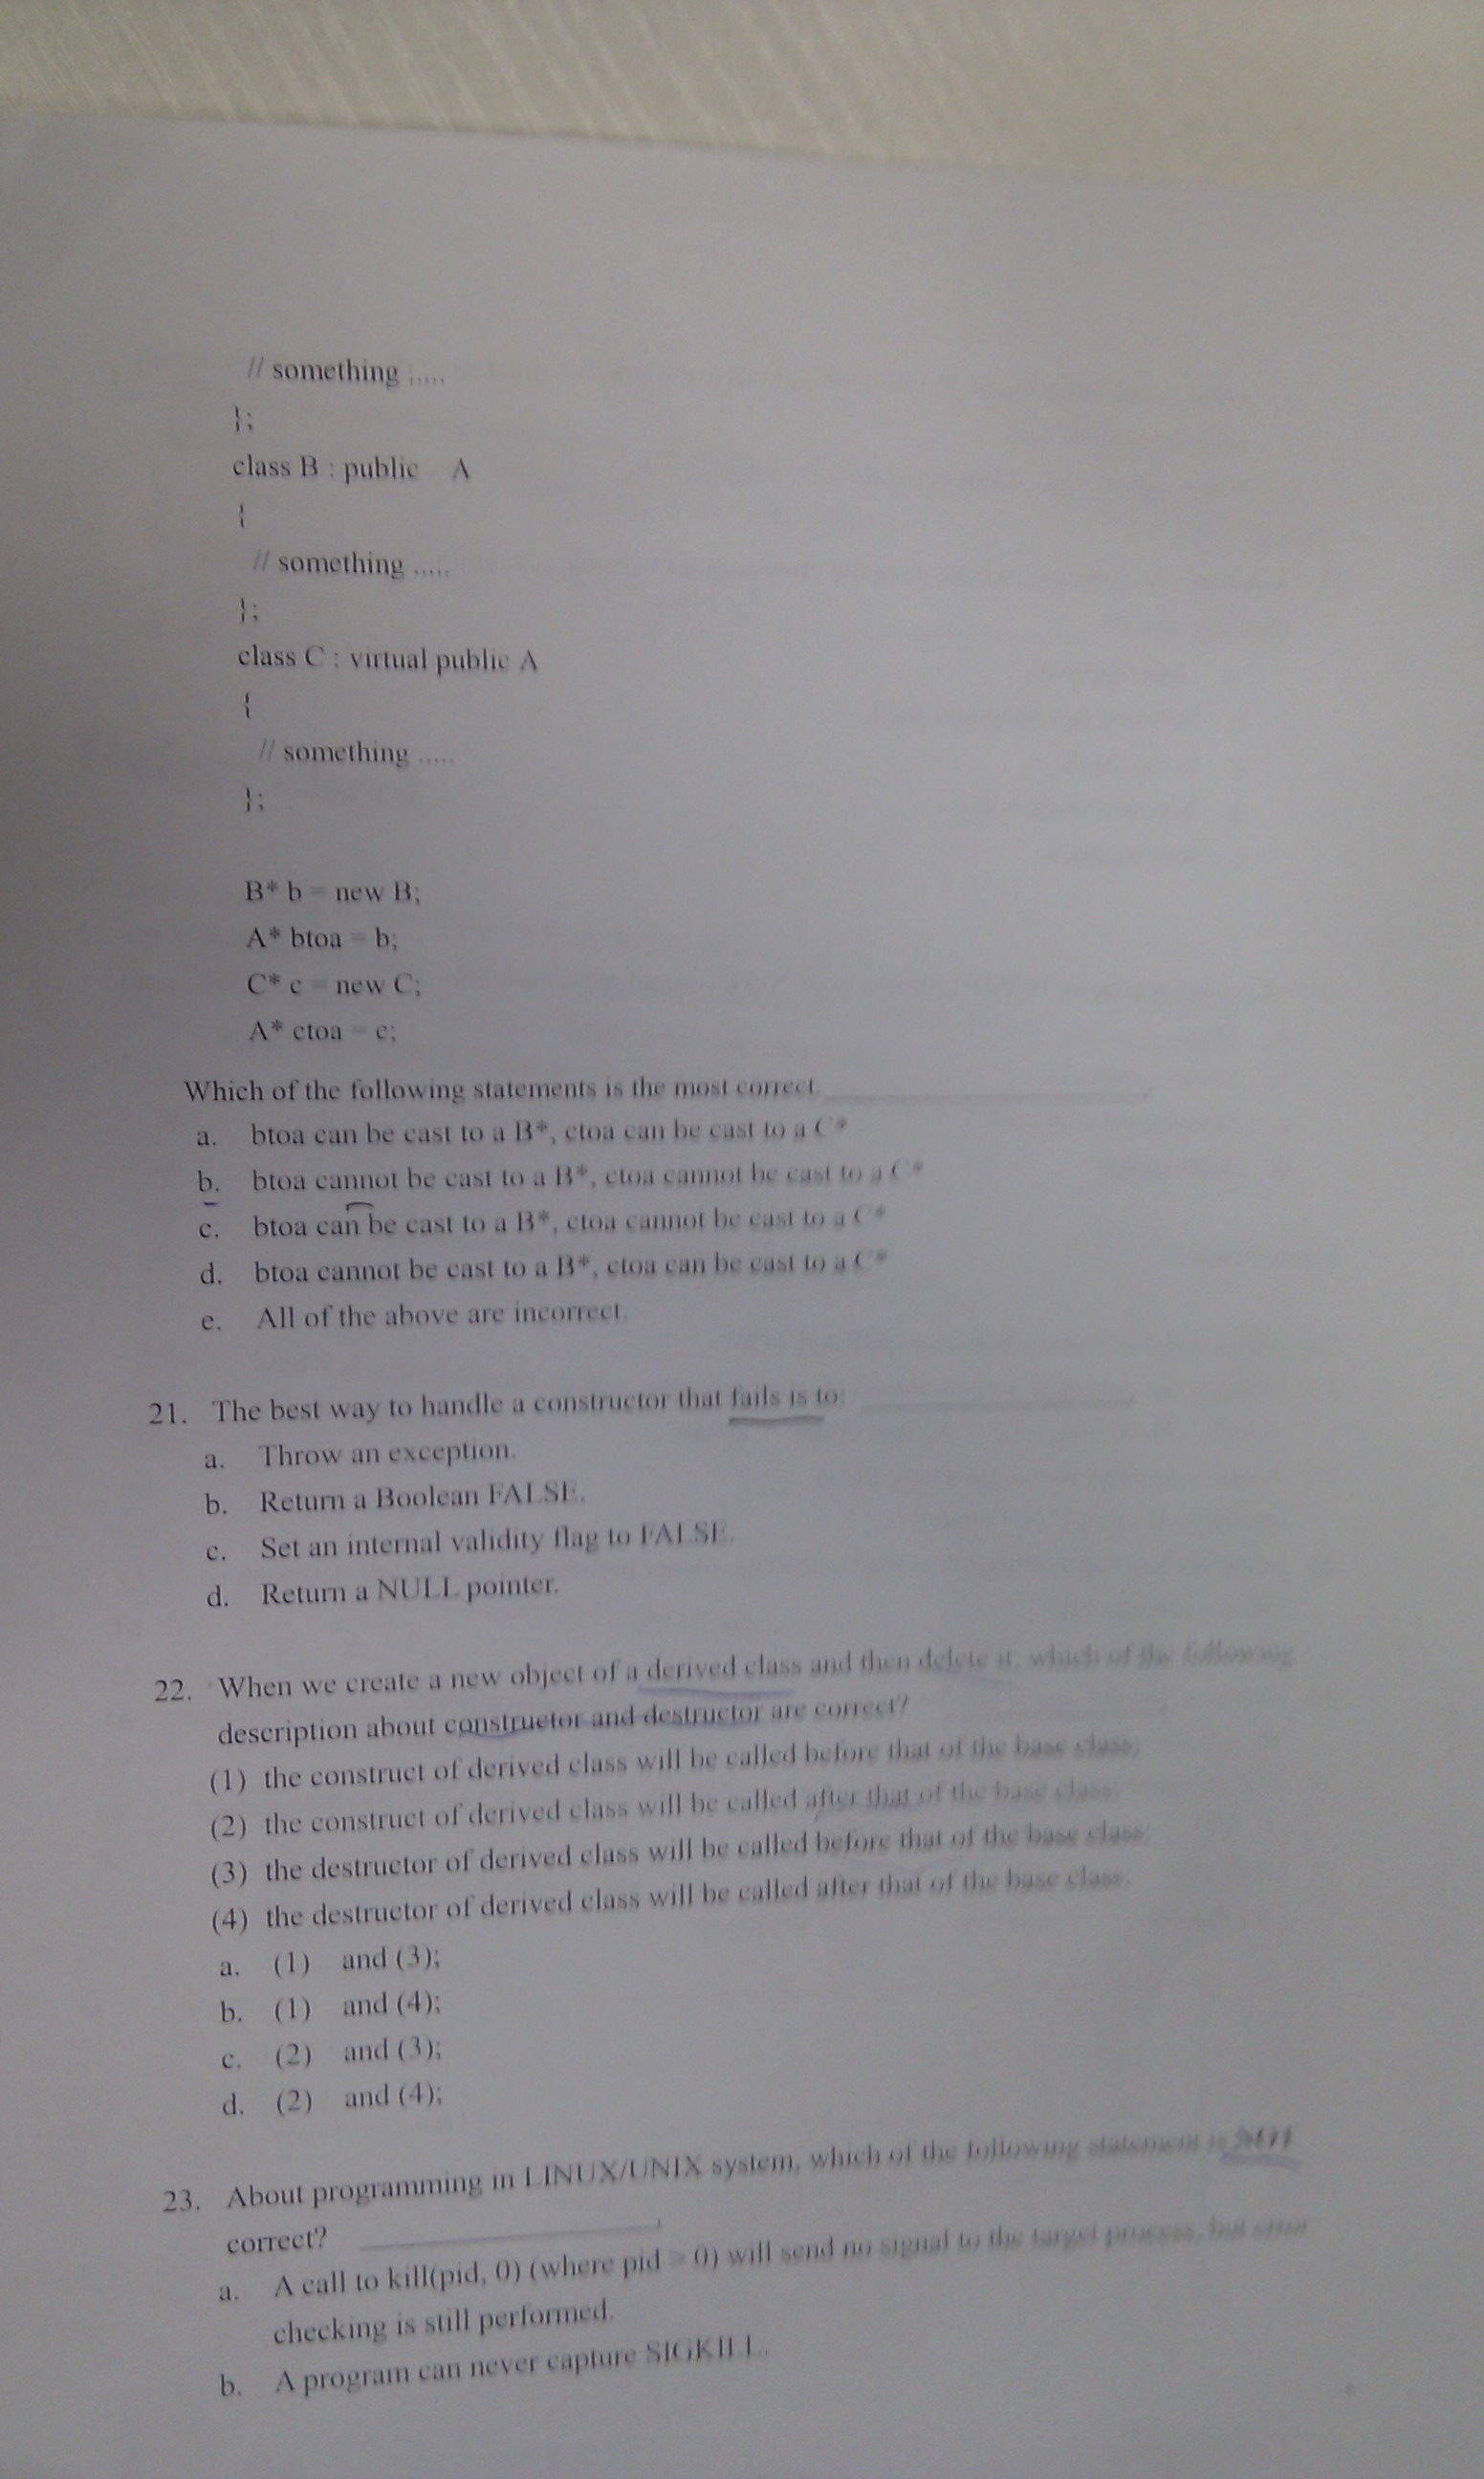 // something .....
};
class B : public A
{
// something .....
};
class C : virtual public A
{
// something .....
};
B* b = new B;
A* btoa = b;
C* c = new C;
A* ctoa = c;
Which of the following statements is the most correct.
a. btoa can be cast to a B*, ctoa can be cast to a C*
b. btoa cannot be cast to a B*, ctoa cannot be cast to a C*
c. btoa can be cast to a B*, ctoa cannot be cast to a C*
d. btoa cannot be cast to a B*, ctoa can be cast to a C*
e. All of the above are incorrect.
21. The best way to handle a constructor that fails is to:
a. Throw an exception.
b. Return a Boolean FALSE.
c. Set an internal validity flag to FALSE.
d. Return a NULL pointer.
22. When we create a new object of a derived class and then delete it, which of the following
description about constructor and destructor are correct?
(1) the construct of derived class will be called before that of the base class;
(2) the construct of derived class will be called after that of the base class;
(3) the destructor of derived class will be called before that of the base class;
(4) the destructor of derived class will be called after that of the base class;
a. (1) and (3);
b. (1) and (4);
c. (2) and (3);
d. (2) and (4);
23. About programming in LINUX/UNIX system, which of the following statement is NOT
correct?
a. A call to kill(pid, 0) (where pid > 0) will send no signal to the target process, but error
checking is still performed.
b. A program can never capture SIGKILL.